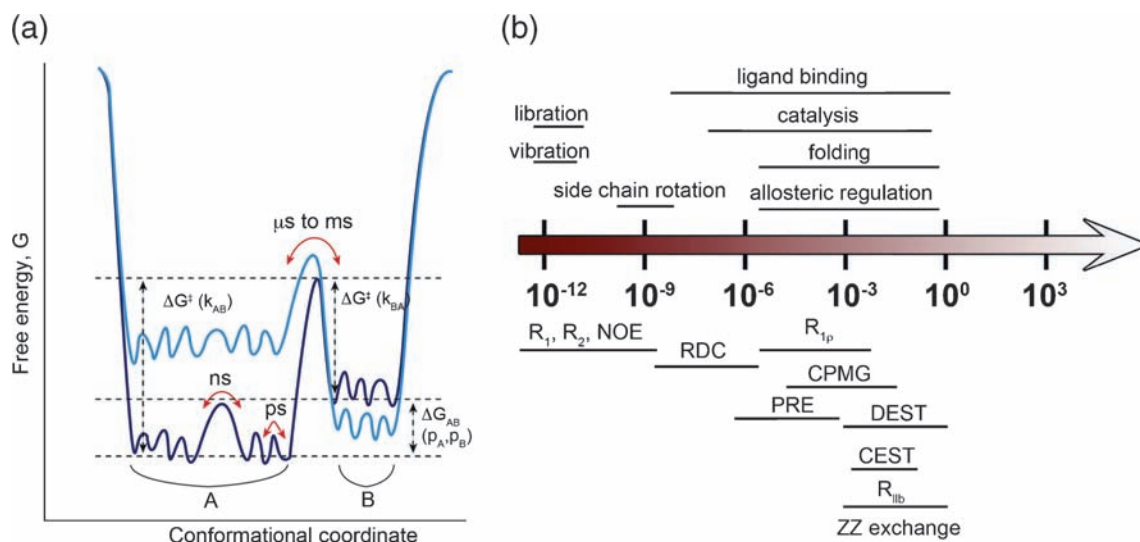 (a)
Free energy, G
μs to ms
ΔG‡ (kAB)
ΔG‡ (kBA)
ns
ps
ΔGAB
(pA,pB)
A
B
Conformational coordinate
(b)
ligand binding
libration
catalysis
vibration
folding
side chain rotation
allosteric regulation
10⁻¹² 10⁻⁹ 10⁻⁶ 10⁻³ 10⁰ 10³
R₁, R₂, NOE
R₁ρ
RDC
CPMG
PRE
DEST
CEST
RIIb
ZZ exchange